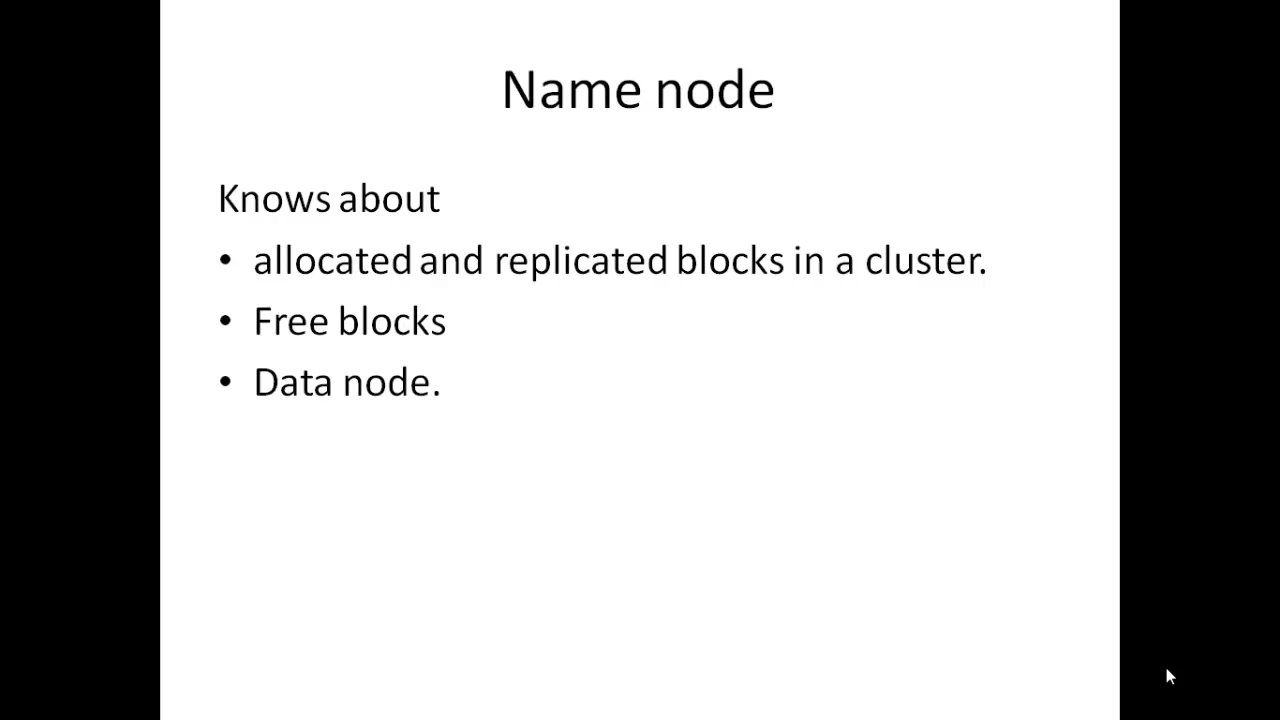 Name node
Knows about
• allocated and replicated blocks in a cluster.
• Free blocks
• Data node.